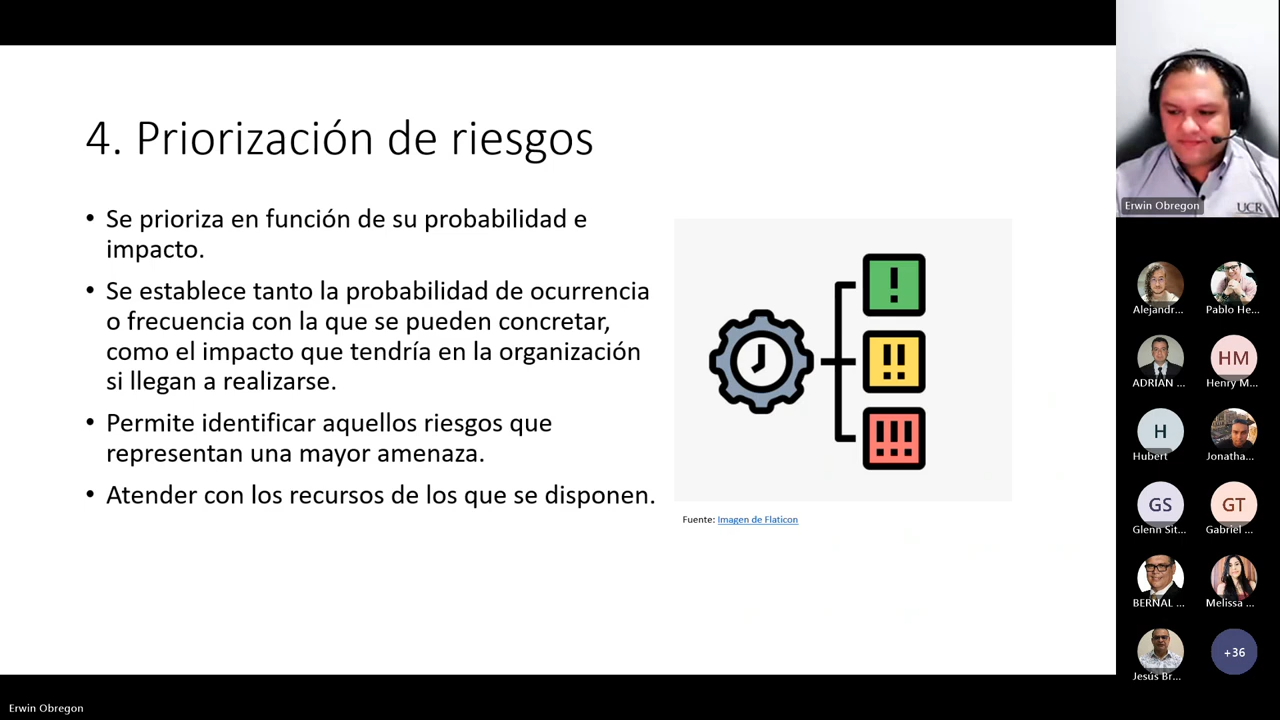 4. Priorización de riesgos
• Se prioriza en función de su probabilidad e
impacto.
• Se establece tanto la probabilidad de ocurrencia
o frecuencia con la que se pueden concretar,
como el impacto que tendría en la organización
si llegan a realizarse.
• Permite identificar aquellos riesgos que
representan una mayor amenaza.
• Atender con los recursos de los que se disponen.
! 
!!
!!!
Fuente: Imagen de Flaticon
Erwin Obregon
UCR
Alejandr...
Pablo He...
ADRÍAN ...
HM
Henry M...
H
Hubert
Jonatha...
GS
Glenn Sit...
GT
Gabriel ...
BERNAL ...
Melissa ...
Jesús Br...
+36
Erwin Obregon